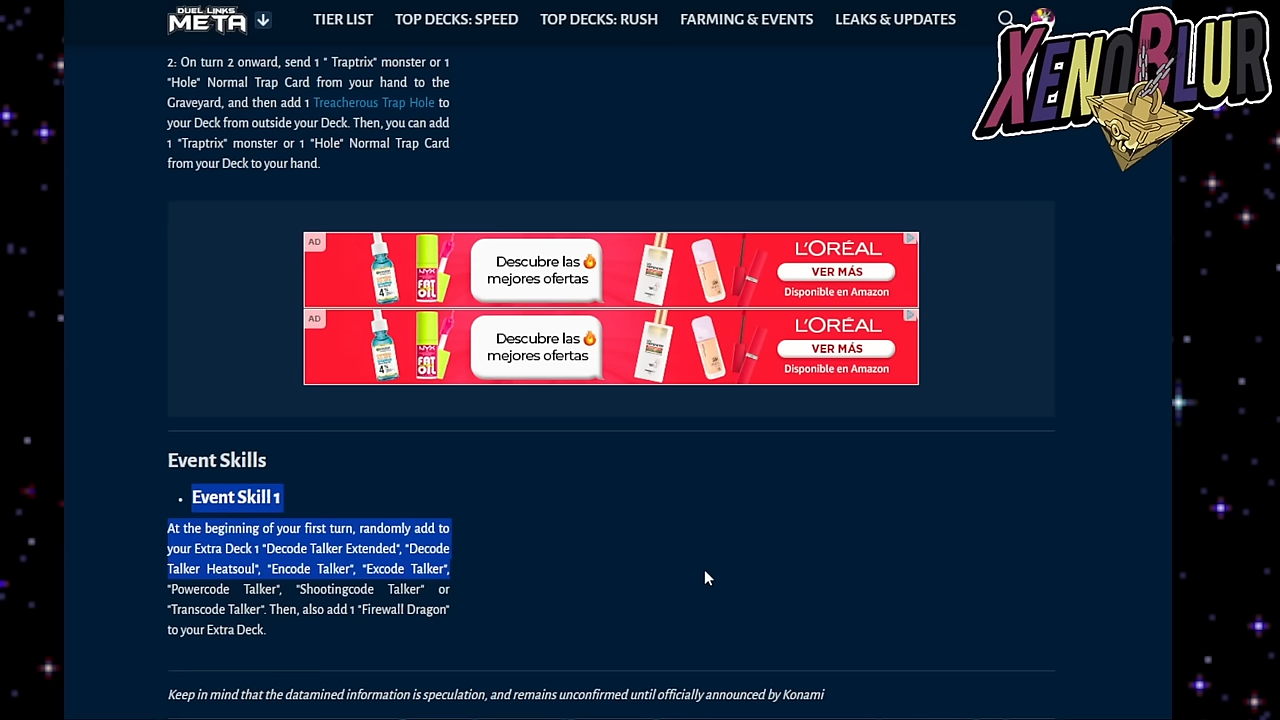 DUEL LINKS
META
TIER LIST
TOP DECKS: SPEED
TOP DECKS: RUSH
FARMING & EVENTS
LEAKS & UPDATES
XENOBLUR
2: On turn 2 onward, send 1 " Traptrix" monster or 1
"Hole" Normal Trap Card from your hand to the
Graveyard, and then add 1 Treacherous Trap Hole to
your Deck from outside your Deck. Then, you can add
1 "Traptrix" monster or 1 "Hole" Normal Trap Card
from your Deck to your hand.
AD
4%
NYX
FAT
OIL
Descubre las
mejores ofertas
L'ORÉAL
VER MÁS
Disponible en Amazon
AD
4%
NYX
FAT
OIL
Descubre las
mejores ofertas
L'ORÉAL
VER MÁS
Disponible en Amazon
Event Skills
• Event Skill 1
At the beginning of your first turn, randomly add to
your Extra Deck 1 "Decode Talker Extended", "Decode
Talker Heatsoul", "Encode Talker", "Excode Talker",
"Powercode Talker", "Shootingcode Talker" or
"Transcode Talker". Then, also add 1 "Firewall Dragon"
to your Extra Deck.
Keep in mind that the datamined information is speculation, and remains unconfirmed until officially announced by Konami